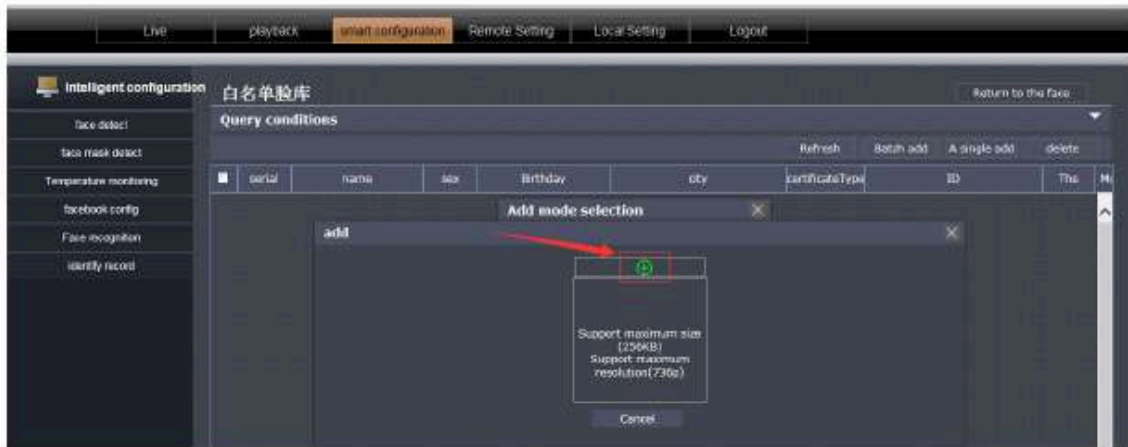 Live playback smart configuration Remote Setting Local Setting Logout
Intelligent configuration
白名单脸库
Return to the face
face detect
Query conditions
face mask detect
Refresh Batch add A single add delete
Temperature monitoring
serial name sex Birthday city certificateType ID The
facebook config
Add mode selection
Face recognition
add
identify record
Support maximum size
(256KB)
Support maximum
resolution(736p)
Cancel